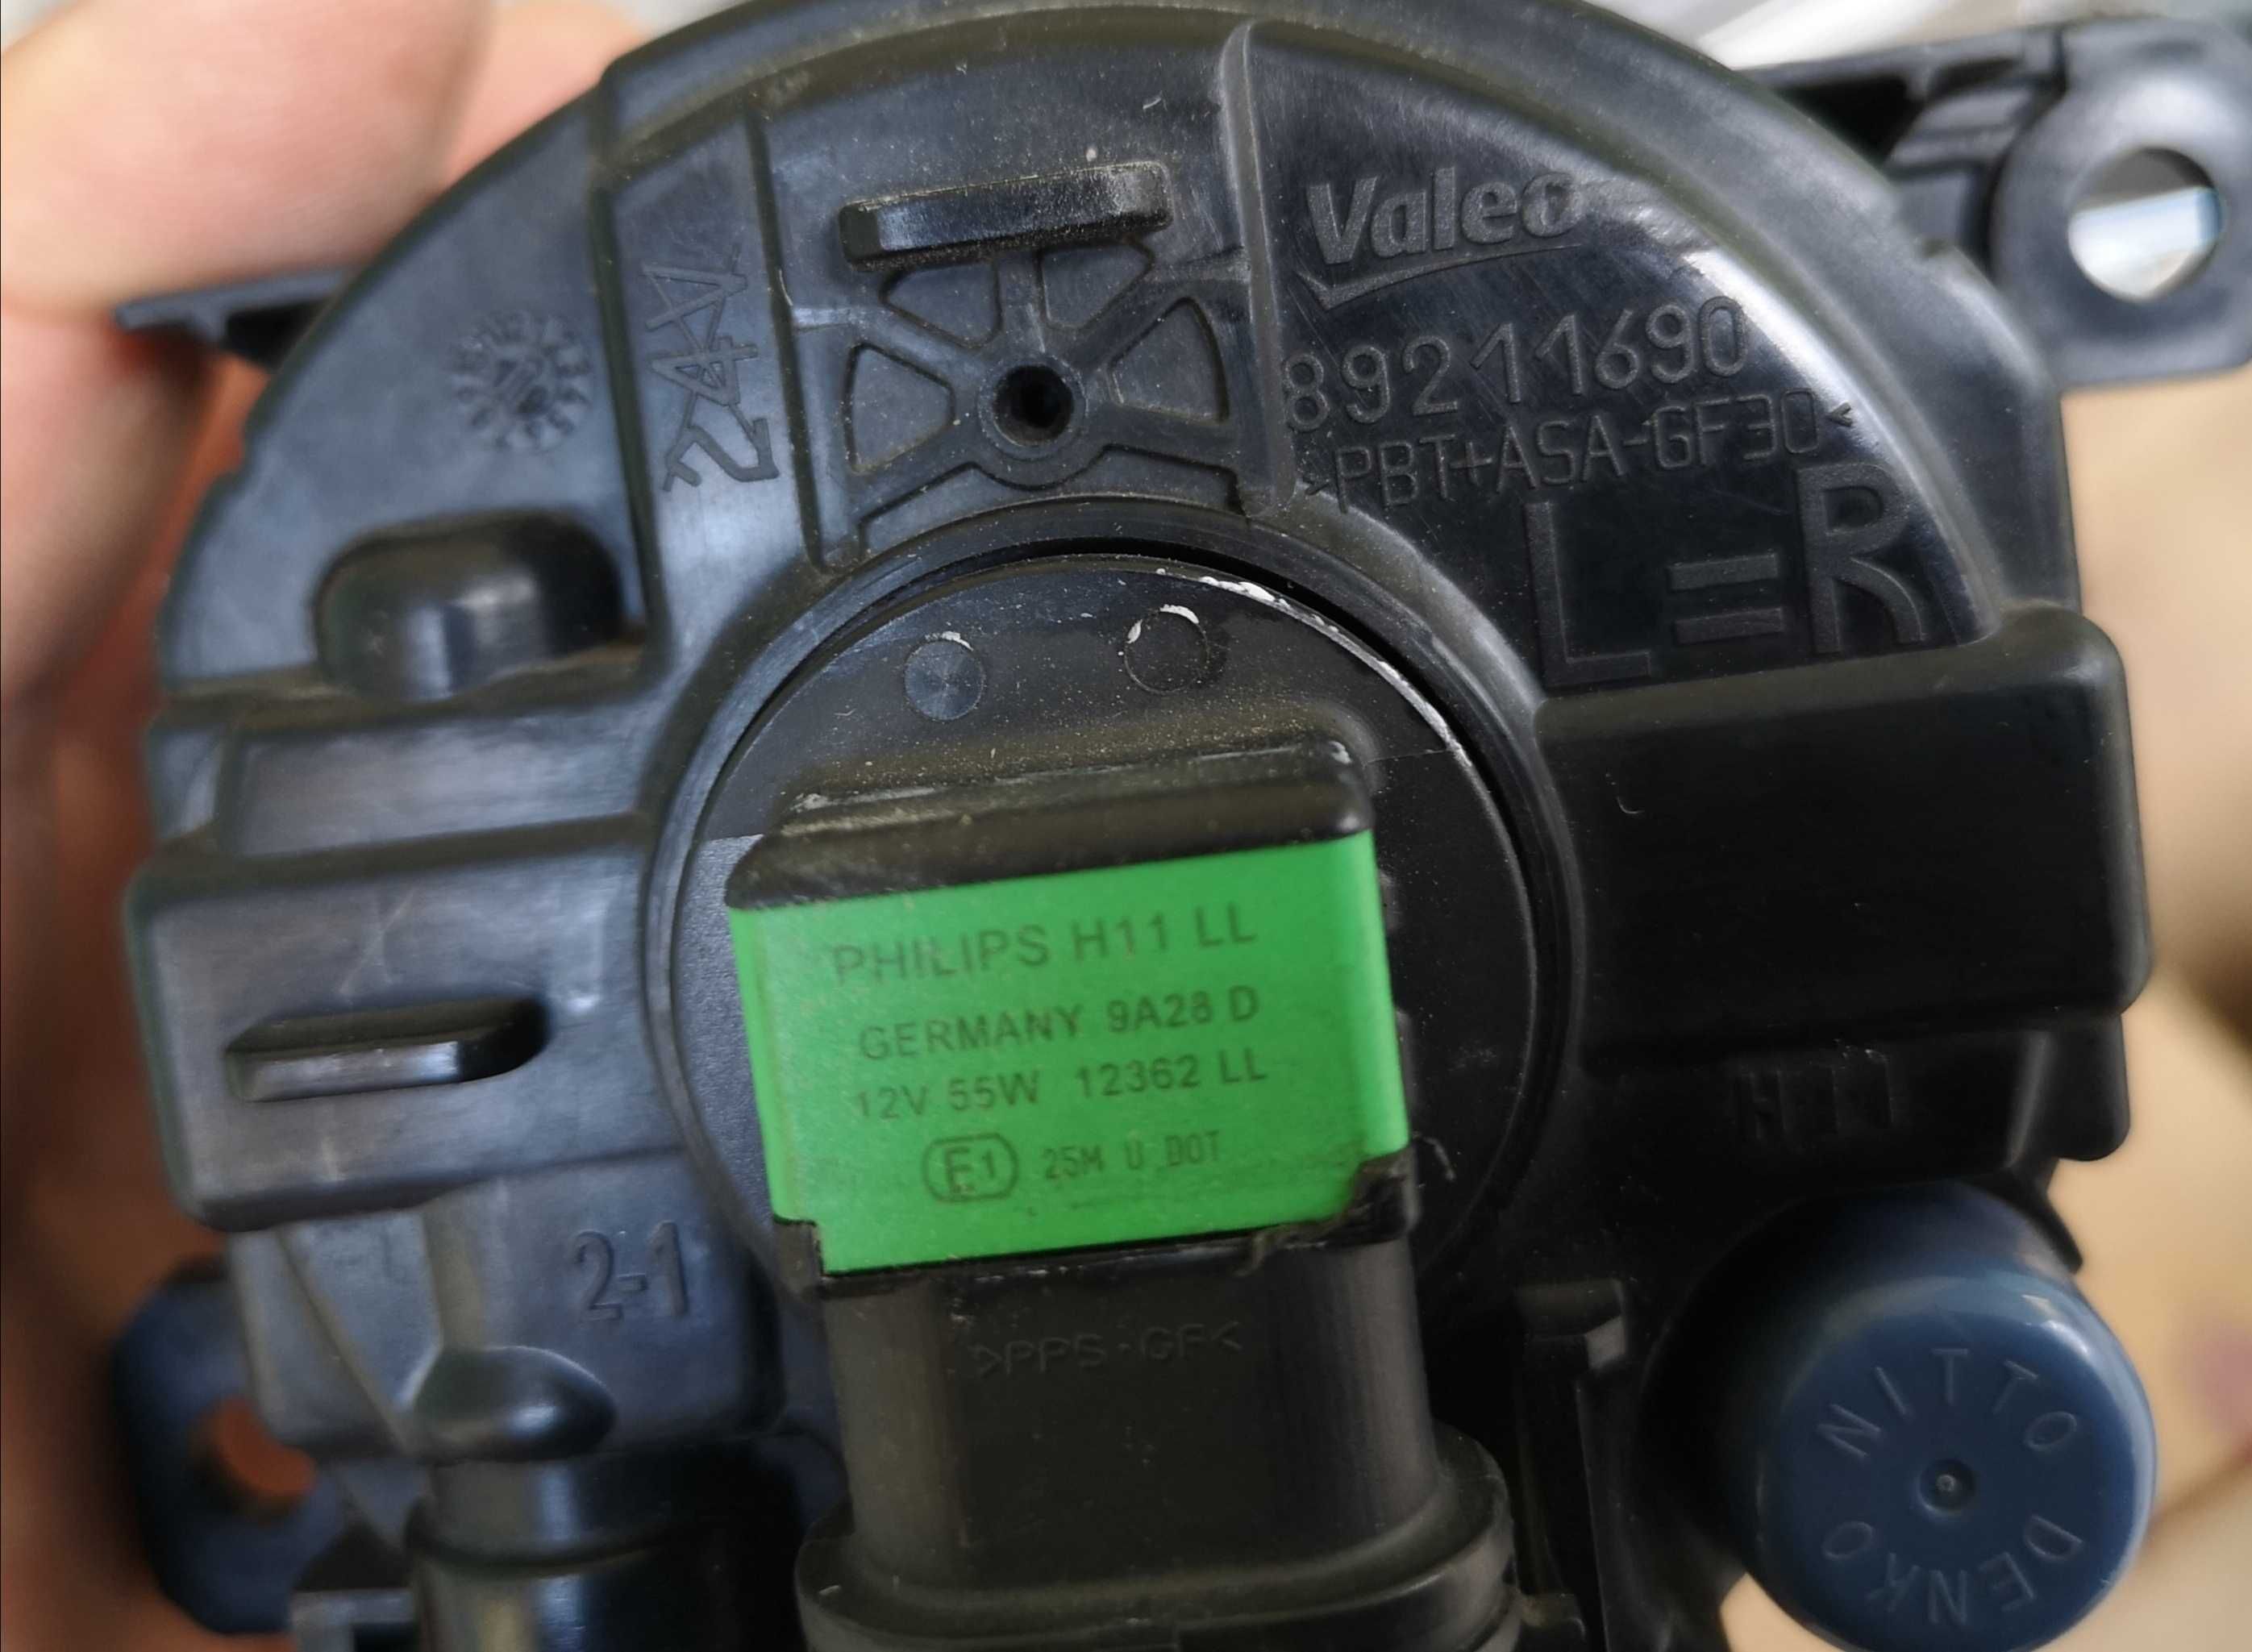 Valeo
89211690
>PBT+ASA-GF30<
L=R
PHILIPS H11 LL
GERMANY 9A28 D
12V 55W 12362 LL
E1 25M U DOT
H11
2-1
>PPS-GF<
NITTO DENKO